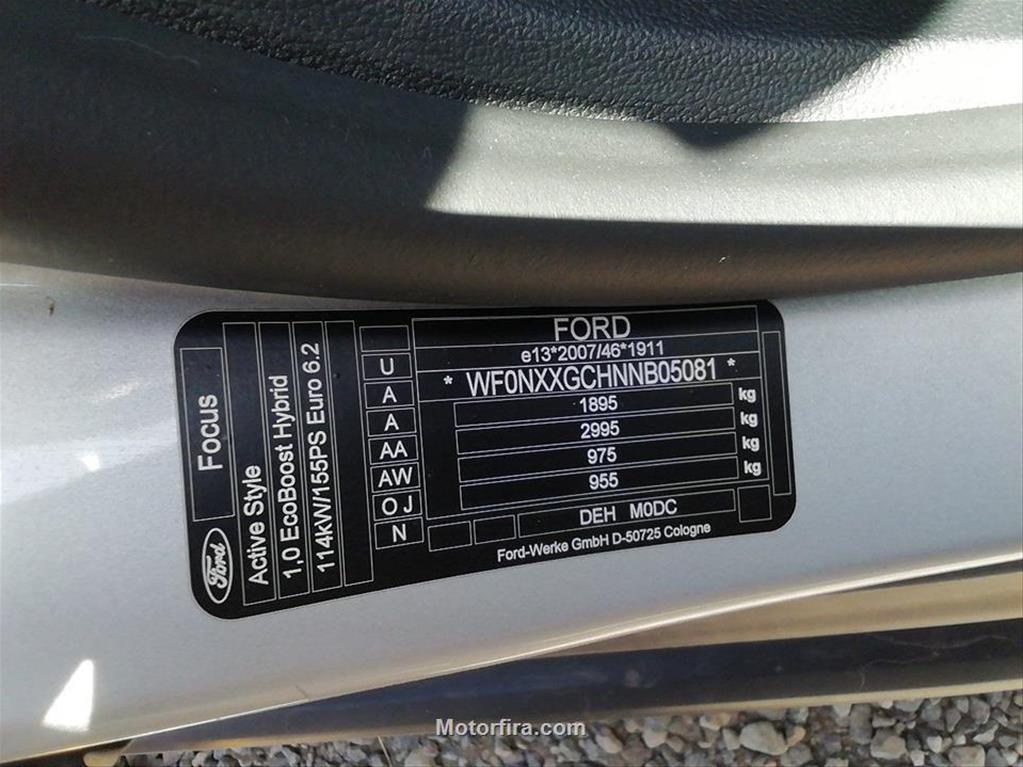 FORD
e13*2007/46*1911
* WF0NXXGCHNNB05081 *
1895 kg
2995 kg
975 kg
955 kg
DEH M0DC
Ford-Werke GmbH D-50725 Cologne
U
A
A
AA
AW
O J
N
Focus
Ford
Active Style
1,0 EcoBoost Hybrid
114kW/155PS Euro 6.2
Motorfira.com